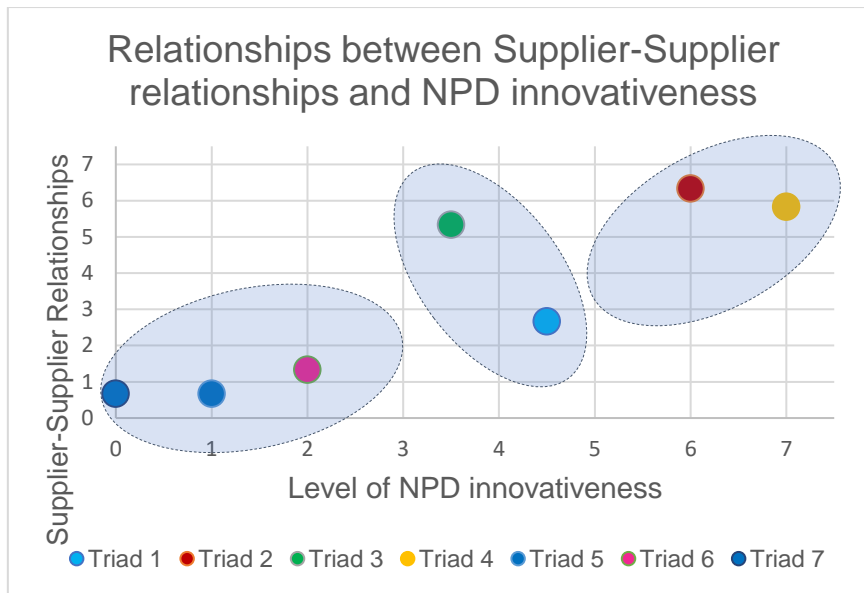 Relationships between Supplier-Supplier
relationships and NPD innovativeness
Supplier-Supplier Relationships
7
6
5
4
3
2
1
0
0 1 2 3 4 5 6 7
Level of NPD innovativeness
Triad 1 Triad 2 Triad 3 Triad 4 Triad 5 Triad 6 Triad 7